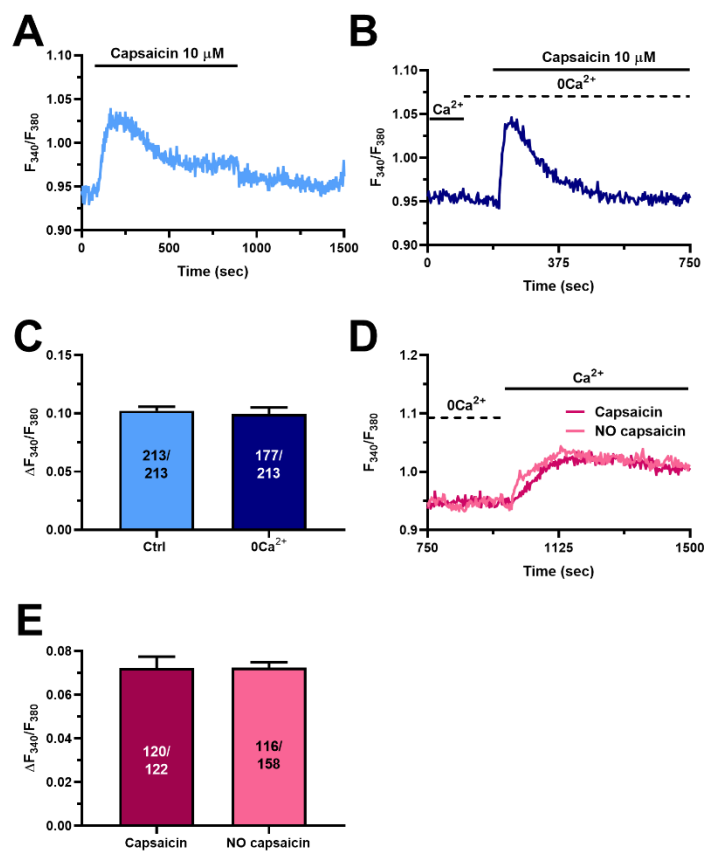 A
Capsaicin 10 μM
F340/F380
1.10
1.05
1.00
0.95
0.90
0
500
1000
1500
Time (sec)
B
Capsaicin 10 μM
0Ca2+
Ca2+
F340/F380
1.10
1.05
1.00
0.95
0.90
0
375
750
Time (sec)
C
ΔF340/F380
0.15
0.10
0.05
0.00
213/
213
177/
213
Ctrl
0Ca2+
D
Ca2+
0Ca2+
Capsaicin
NO capsaicin
F340/F380
1.2
1.1
1.0
0.9
750
1125
1500
Time (sec)
E
ΔF340/F380
0.08
0.06
0.04
0.02
0.00
120/
122
116/
158
Capsaicin
NO capsaicin